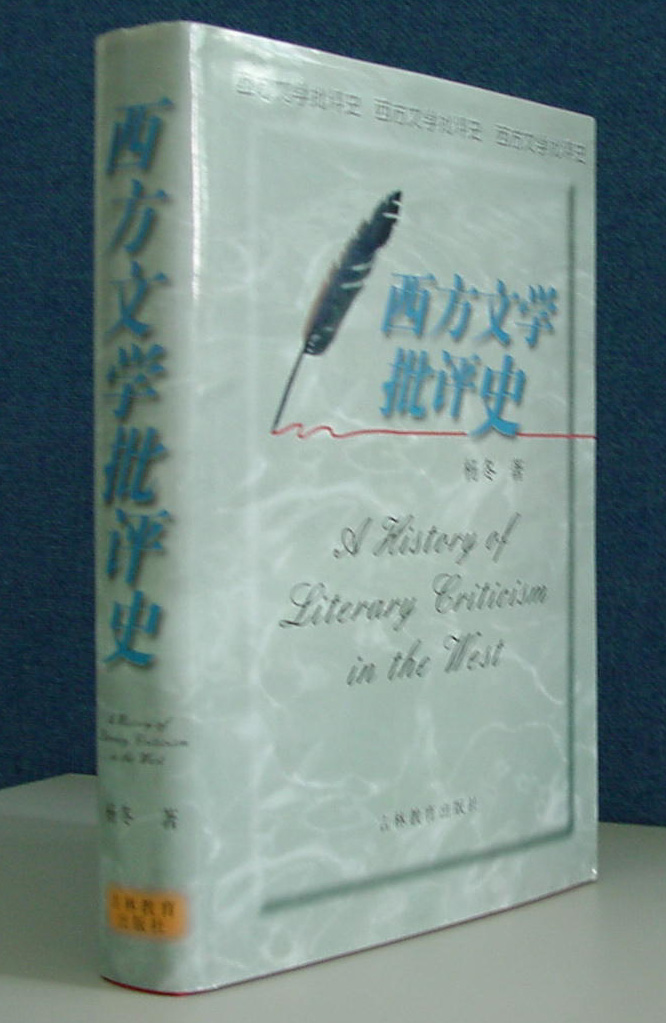 西方文学批评史
A History of
Literary Criticism
in the West
杨冬 著
吉林教育
出版社
西方文学批评史 西方文学批评史 西方文学批评史
西方文学
批评史
杨冬 著
A History of
Literary Criticism
in the West
吉林教育出版社